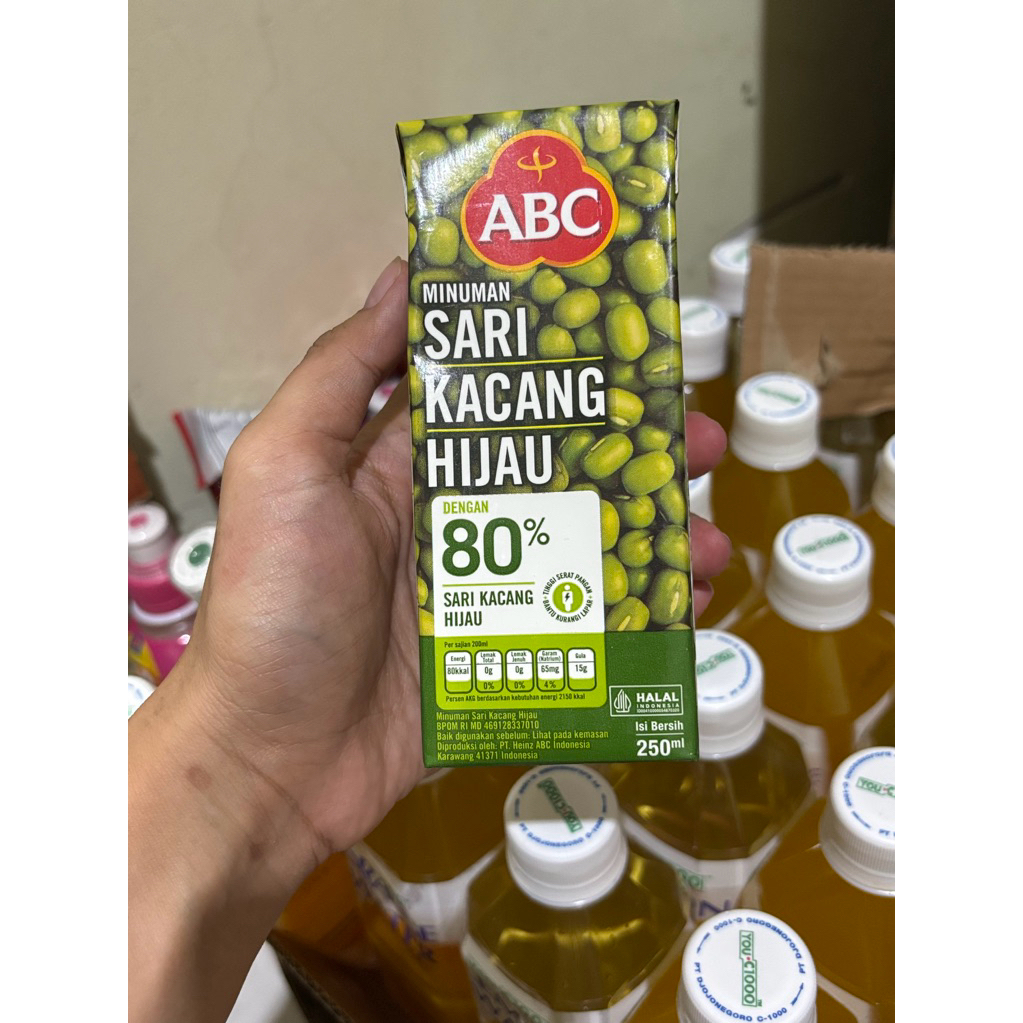 ABC
MINUMAN
SARI
KACANG
HIJAU
DENGAN
80%
SARI KACANG
HIJAU
TINGGI SERAT PANGAN
BANTU KURANGI LAPAR
Per sajian 200ml
Energi
80kkal
Lemak Total
0g
0%
Lemak Jenuh
0g
0%
Garam (Natrium)
65mg
4%
Gula
15g
Persen AKG berdasarkan kebutuhan energi 2150 kkal
HALAL
INDONESIA
Minuman Sari Kacang Hijau
BPOM RI MD 469128337010
Baik digunakan sebelum: Lihat pada kemasan
Diproduksi oleh: PT. Heinz ABC Indonesia
Karawang 41371 Indonesia
Isi Bersih
250ml
YOU•C1000
YOU•C1000
PT DJOJONEGORO C-1000